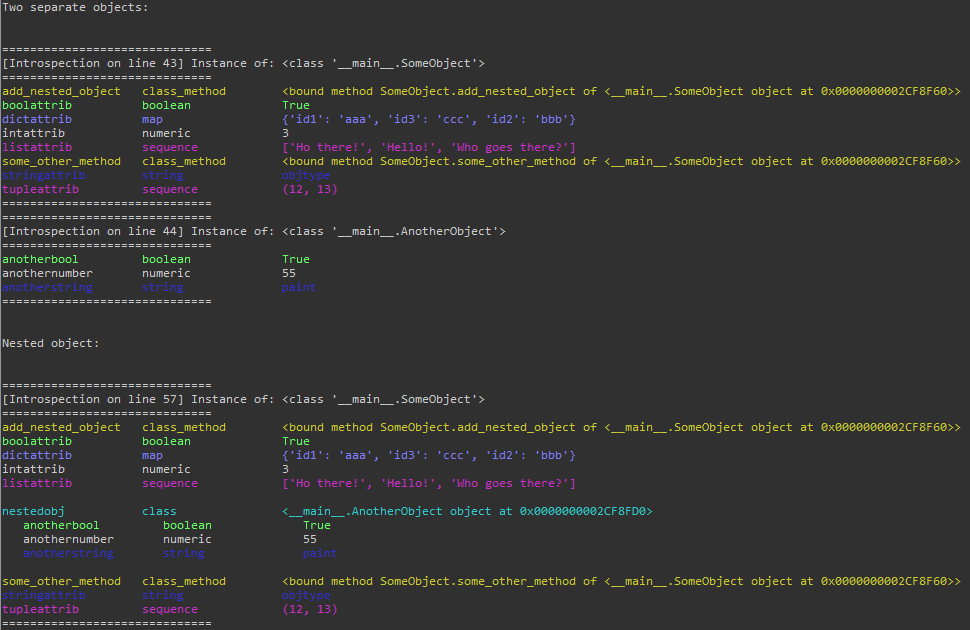 Two separate objects:
==============================
[Introspection on line 43] Instance of: <class '__main__.SomeObject'>
==============================
add_nested_object   class_method        <bound method SomeObject.add_nested_object of <__main__.SomeObject object at 0x0000000002CF8F60>>
boolattrib          boolean             True
dictattrib          map                 {'id1': 'aaa', 'id3': 'ccc', 'id2': 'bbb'}
intattrib           numeric             3
listattrib          sequence            ['Ho there!', 'Hello!', 'Who goes there?']
some_other_method   class_method        <bound method SomeObject.some_other_method of <__main__.SomeObject object at 0x0000000002CF8F60>>
stringattrib        string              objtype
tupleattrib         sequence            (12, 13)
==============================
==============================
[Introspection on line 44] Instance of: <class '__main__.AnotherObject'>
==============================
anotherbool         boolean             True
anothernumber       numeric             55
anotherstring       string              paint
==============================
Nested object:
==============================
[Introspection on line 57] Instance of: <class '__main__.SomeObject'>
==============================
add_nested_object   class_method        <bound method SomeObject.add_nested_object of <__main__.SomeObject object at 0x0000000002CF8F60>>
boolattrib          boolean             True
dictattrib          map                 {'id1': 'aaa', 'id3': 'ccc', 'id2': 'bbb'}
intattrib           numeric             3
listattrib          sequence            ['Ho there!', 'Hello!', 'Who goes there?']
nestedobj           class               <__main__.AnotherObject object at 0x0000000002CF8FD0>
   anotherbool         boolean             True
   anothernumber       numeric             55
   anotherstring       string              paint
some_other_method   class_method        <bound method SomeObject.some_other_method of <__main__.SomeObject object at 0x0000000002CF8F60>>
stringattrib        string              objtype
tupleattrib         sequence            (12, 13)
==============================